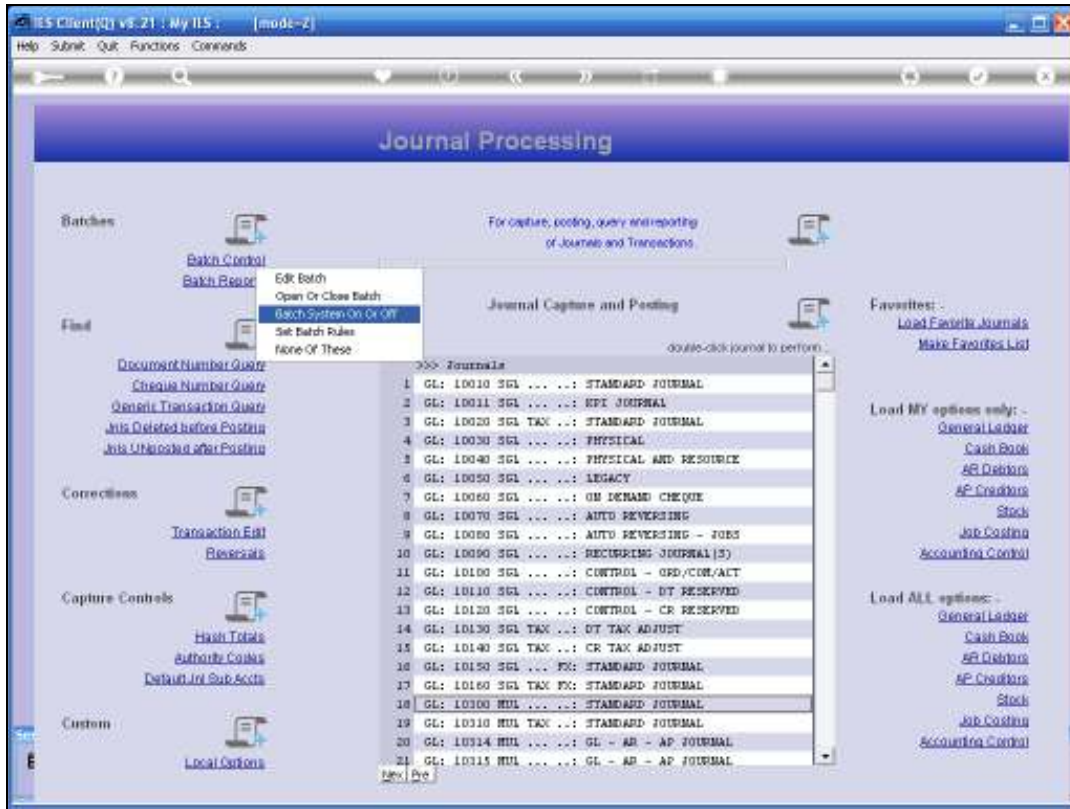 IES Client(Q) v8.21 : My IES : [mode-Z]
Help Submit Quit Functions Commands
Journal Processing
Batches
Batch Control
Batch Repor
Edit Batch
Open Or Close Batch
Batch System On Or Off
Set Batch Rules
None Of These
Find
Document Number Query
Cheque Number Query
Generic Transaction Query
Jnls Deleted before Posting
Jnls UNposted after Posting
Corrections
Transaction Edit
Reversals
Capture Controls
Hash Totals
Authority Codes
Default Jnl Sub Accts
Custom
Local Options
For capture, posting, query and reporting
of Journals and Transactions.
Journal Capture and Posting
double-click journal to perform .
>>> Journals
1 GL: 10010 SGL ... ..: STANDARD JOURNAL
2 GL: 10011 SGL ... ..: KPI JOURNAL
3 GL: 10020 SGL TAX ..: STANDARD JOURNAL
4 GL: 10030 SGL ... ..: PHYSICAL
5 GL: 10040 SGL ... ..: PHYSICAL AND RESOURCE
6 GL: 10050 SGL ... ..: LEGACY
7 GL: 10060 SGL ... ..: ON DEMAND CHEQUE
8 GL: 10070 SGL ... ..: AUTO REVERSING
9 GL: 10080 SGL ... ..: AUTO REVERSING - JOBS
10 GL: 10090 SGL ... ..: RECURRING JOURNAL(S)
11 GL: 10100 SGL ... ..: CONTROL - ORD/COM/ACT
12 GL: 10110 SGL ... ..: CONTROL - DT RESERVED
13 GL: 10120 SGL ... ..: CONTROL - CR RESERVED
14 GL: 10130 SGL TAX ..: DT TAX ADJUST
15 GL: 10140 SGL TAX ..: CR TAX ADJUST
16 GL: 10150 SGL ... FX: STANDARD JOURNAL
17 GL: 10160 SGL TAX FX: STANDARD JOURNAL
18 GL: 10300 MUL ... ..: STANDARD JOURNAL
19 GL: 10310 MUL TAX ..: STANDARD JOURNAL
20 GL: 10314 MUL ... ..: GL - AR - AP JOURNAL
21 GL: 10315 MUL ... ..: GL - AR - AP JOURNAL
Nex Pre
Favorites: -
Load Favorite Journals
Make Favorites List
Load MY options only: -
General Ledger
Cash Book
AR Debtors
AP Creditors
Stock
Job Costing
Accounting Control
Load ALL options: -
General Ledger
Cash Book
AR Debtors
AP Creditors
Stock
Job Costing
Accounting Control